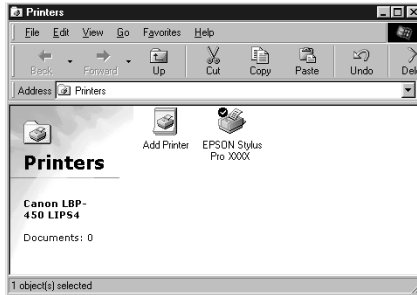 Printers
File Edit View Go Favorites Help
Back Forward Up Cut Copy Paste Undo Del
Address Printers
Add Printer
EPSON Stylus
Pro XXXX
Printers
Canon LBP-
450 LIPS4
Documents: 0
1 object(s) selected